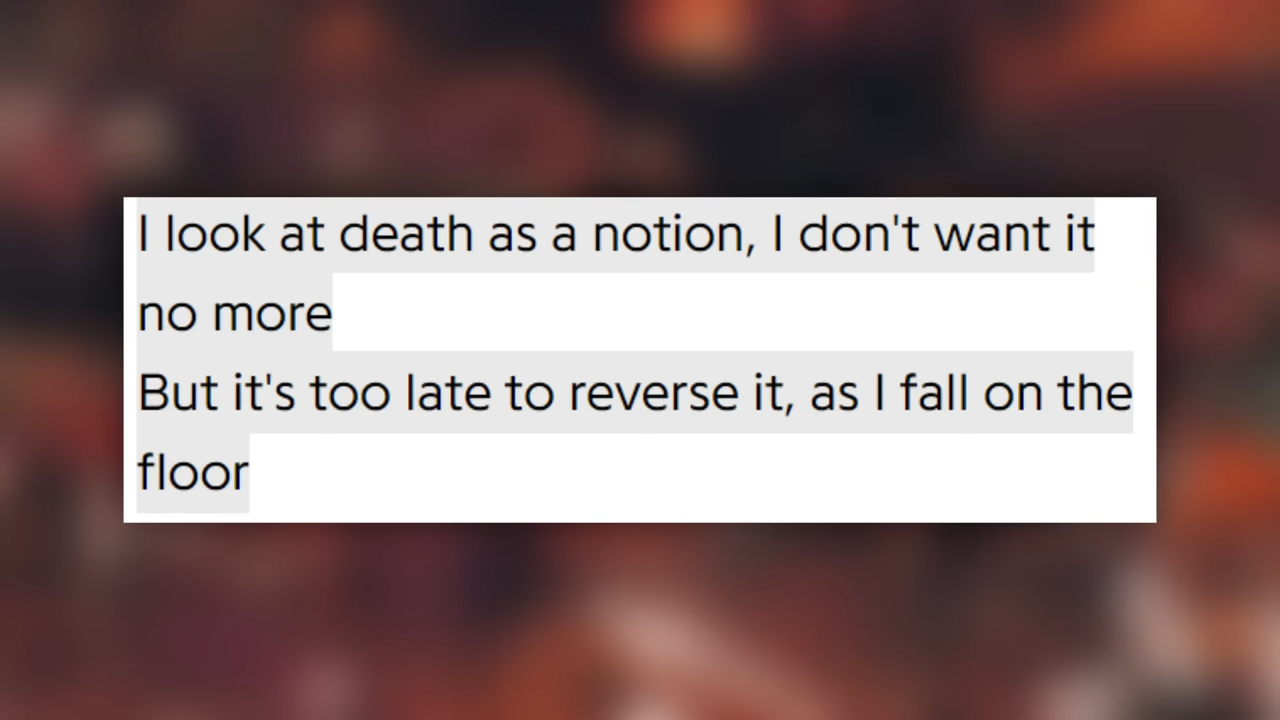 I look at death as a notion, I don't want it
no more
But it's too late to reverse it, as I fall on the
floor